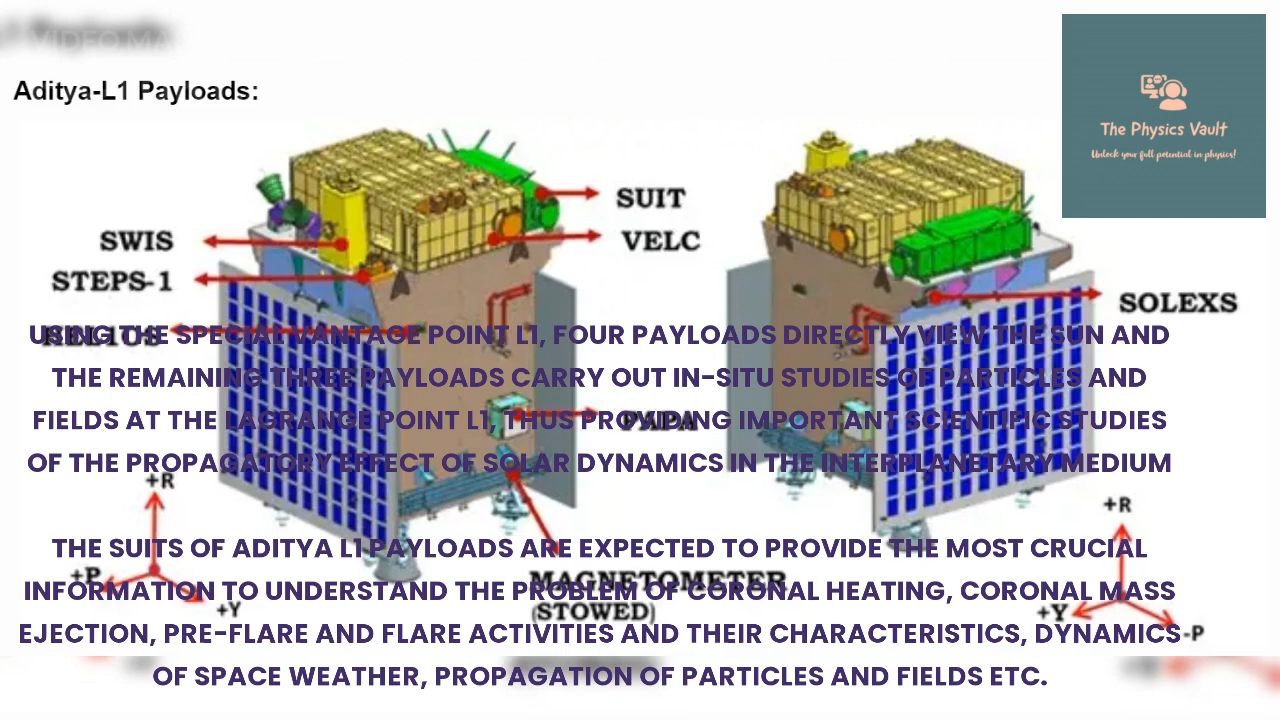 VIDEO MA
Aditya-L1 Payloads:
The Physics Vault
Unlock your full potential in physics!
SUIT
SWIS
VELC
STEPS-1
SOLEXS
HEL1OS
USING THE SPECIAL VANTAGE POINT L1, FOUR PAYLOADS DIRECTLY VIEW THE SUN AND
THE REMAINING THREE PAYLOADS CARRY OUT IN-SITU STUDIES OF PARTICLES AND
FIELDS AT THE LAGRANGE POINT L1, THUS PROVIDING IMPORTANT SCIENTIFIC STUDIES
PAPA
OF THE PROPAGATORY EFFECT OF SOLAR DYNAMICS IN THE INTERPLANETARY MEDIUM
+R
+R
THE SUITS OF ADITYA L1 PAYLOADS ARE EXPECTED TO PROVIDE THE MOST CRUCIAL
+P
MAGNETOMETER
INFORMATION TO UNDERSTAND THE PROBLEM OF CORONAL HEATING, CORONAL MASS
+Y
(STOWED)
+Y
EJECTION, PRE-FLARE AND FLARE ACTIVITIES AND THEIR CHARACTERISTICS, DYNAMICS
-P
OF SPACE WEATHER, PROPAGATION OF PARTICLES AND FIELDS ETC.